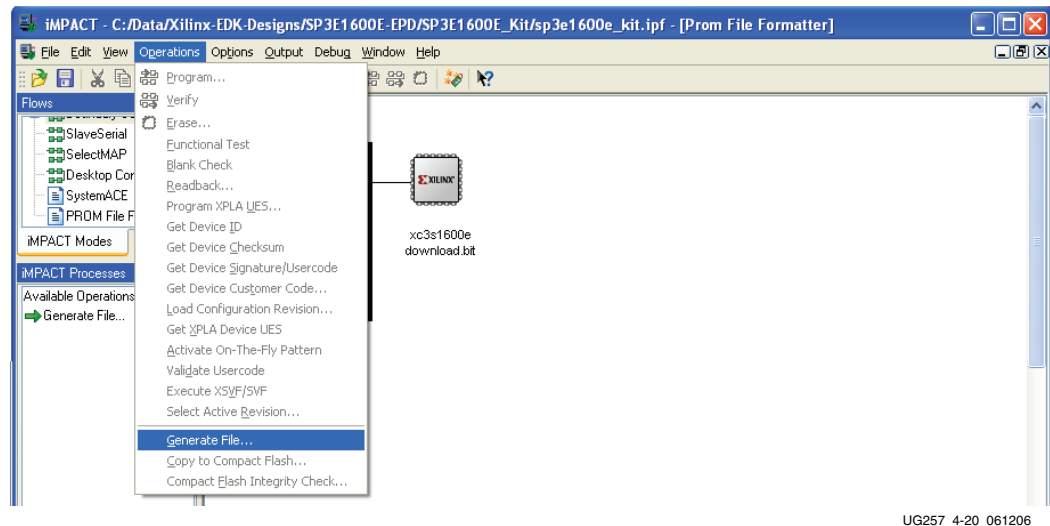 iMPACT - C:/Data/Xilinx-EDK-Designs/SP3E1600E-EPD/SP3E1600E_Kit/sp3e1600e_kit.ipf - [Prom File Formatter]
File Edit View Operations Options Output Debug Window Help
Flows
SlaveSerial
SelectMAP
Desktop Con
SystemACE
PROM File F
iMPACT Modes
iMPACT Processes
Available Operations
Generate File...
Program...
Verify
Erase...
Functional Test
Blank Check
Readback...
Program XPLA UES...
Get Device ID
Get Device Checksum
Get Device Signature/Usercode
Get Device Customer Code...
Load Configuration Revision...
Get XPLA Device UES
Activate On-The-Fly Pattern
Validate Usercode
Execute XSVF/SVF
Select Active Revision...
Generate File...
Copy to Compact Flash...
Compact Flash Integrity Check...
XILINX
xc3s1600e
download.bit
UG257 4-20 061206